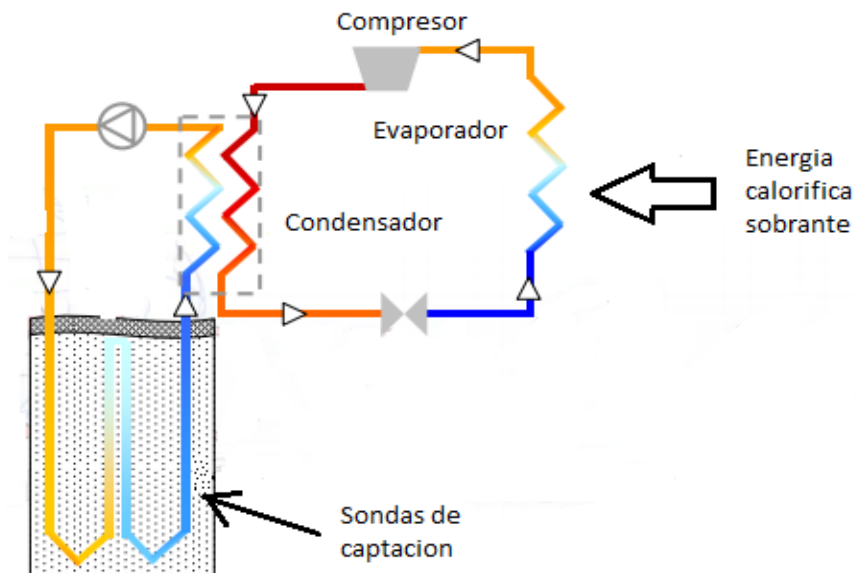 Compresor
Evaporador
Energia
calorifica
sobrante
Condensador
Sondas de
captacion